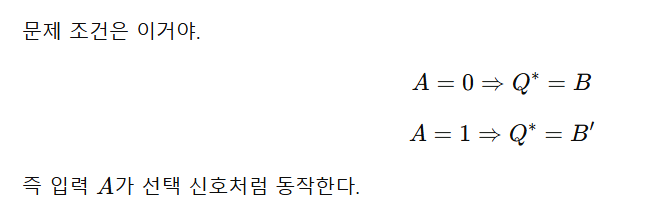 문제 조건은 이거야.
A = 0 ⇒ Q* = B
A = 1 ⇒ Q* = B′
즉 입력 A가 선택 신호처럼 동작한다.